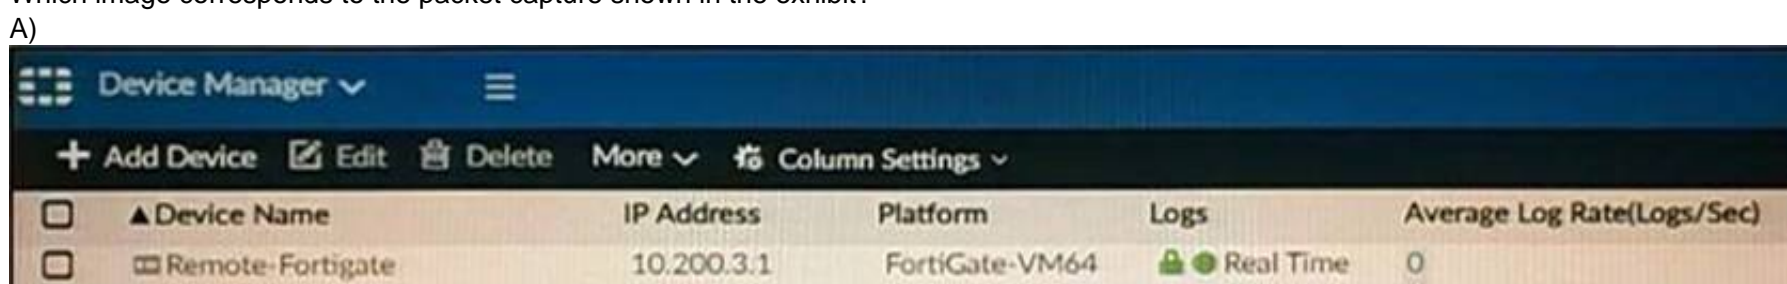 Which image corresponds to the packet capture shown in the exhibit?
A)
Device Manager
Add Device Edit Delete More Column Settings
▲ Device Name IP Address Platform Logs Average Log Rate(Logs/Sec)
Remote-Fortigate 10.200.3.1 FortiGate-VM64 Real Time 0